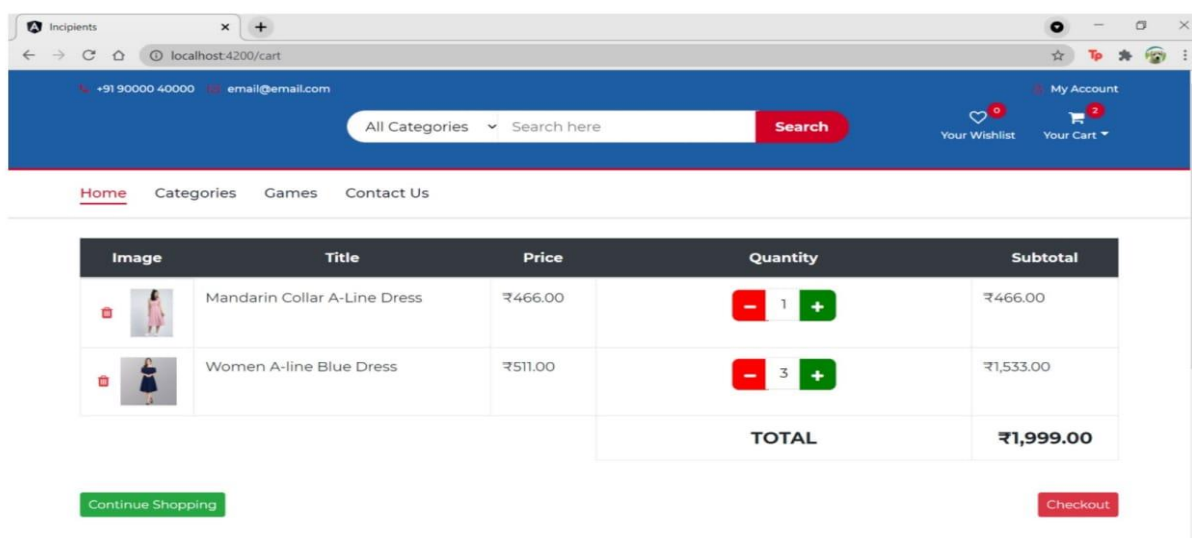 Incipients
localhost:4200/cart
Tp
+91 90000 40000 email@email.com
My Account
All Categories Search here Search
0
2
Your Wishlist Your Cart
Home Categories Games Contact Us
Image Title Price Quantity Subtotal
Mandarin Collar A-Line Dress ₹466.00 − 1 + ₹466.00
Women A-line Blue Dress ₹511.00 − 3 + ₹1,533.00
TOTAL ₹1,999.00
Continue Shopping Checkout